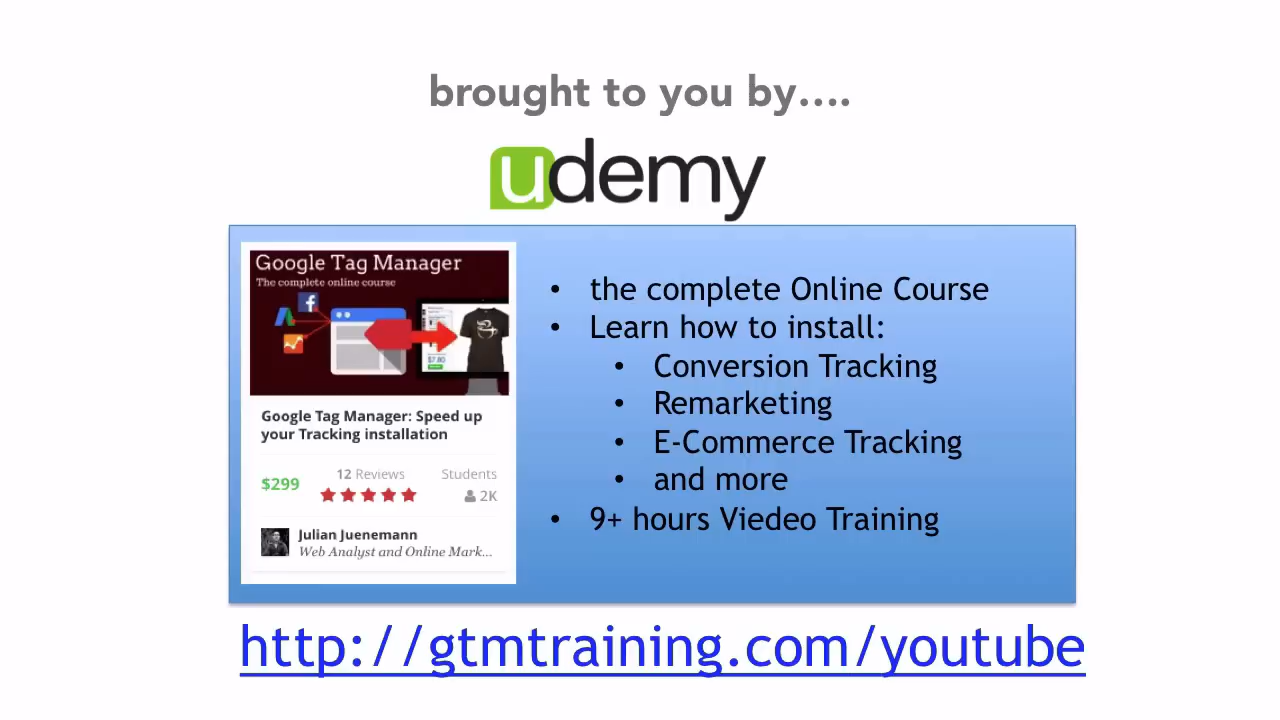 brought to you by....
udemy
Google Tag Manager
The complete online course
$7.80
Google Tag Manager: Speed up
your Tracking installation
$299
12 Reviews
Students
2K
Julian Juenemann
Web Analyst and Online Mark...
• the complete Online Course
• Learn how to install:
• Conversion Tracking
• Remarketing
• E-Commerce Tracking
• and more
• 9+ hours Viedeo Training
http://gtmtraining.com/youtube